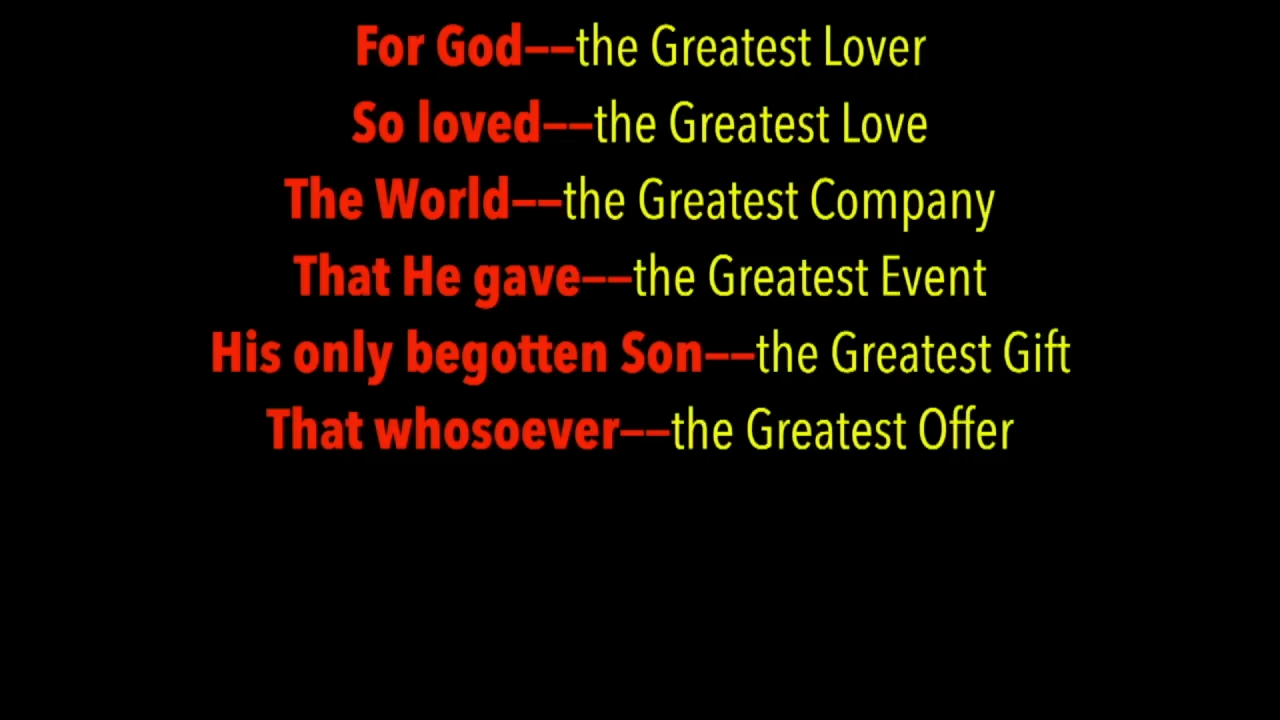 For God––the Greatest Lover
So loved––the Greatest Love
The World––the Greatest Company
That He gave––the Greatest Event
His only begotten Son––the Greatest Gift
That whosoever––the Greatest Offer